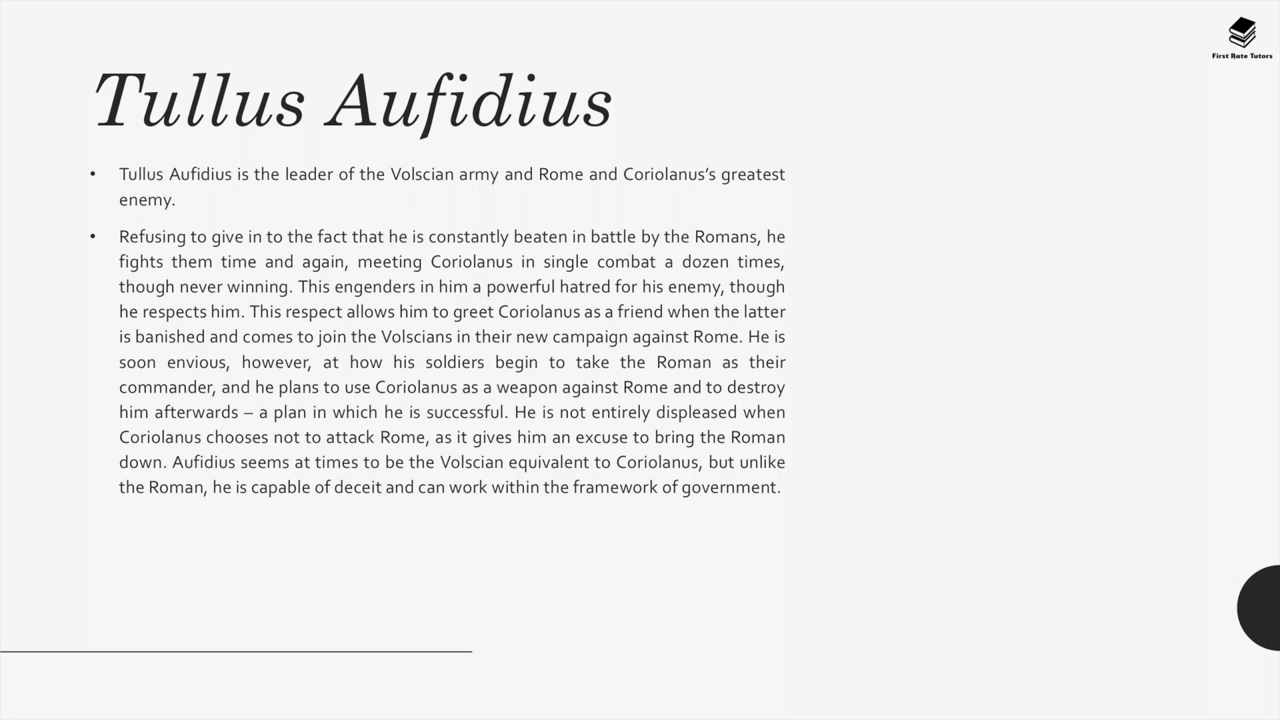 First Rate Tutors
Tullus Aufidius
• Tullus Aufidius is the leader of the Volscian army and Rome and Coriolanus’s greatest
enemy.
• Refusing to give in to the fact that he is constantly beaten in battle by the Romans, he
fights them time and again, meeting Coriolanus in single combat a dozen times,
though never winning. This engenders in him a powerful hatred for his enemy, though
he respects him. This respect allows him to greet Coriolanus as a friend when the latter
is banished and comes to join the Volscians in their new campaign against Rome. He is
soon envious, however, at how his soldiers begin to take the Roman as their
commander, and he plans to use Coriolanus as a weapon against Rome and to destroy
him afterwards – a plan in which he is successful. He is not entirely displeased when
Coriolanus chooses not to attack Rome, as it gives him an excuse to bring the Roman
down. Aufidius seems at times to be the Volscian equivalent to Coriolanus, but unlike
the Roman, he is capable of deceit and can work within the framework of government.